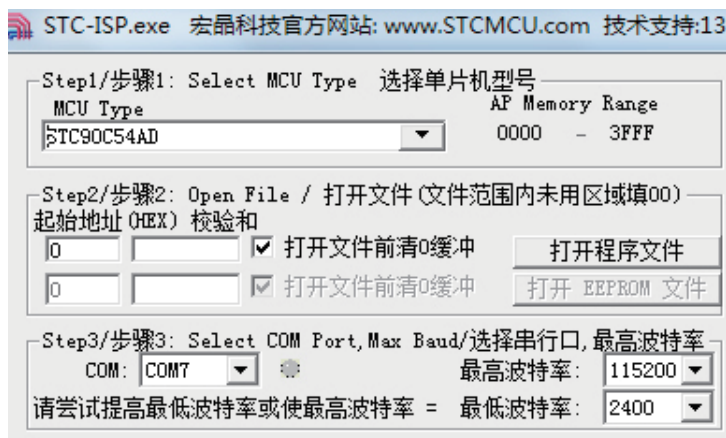 STC-ISP.exe 宏晶科技官方网站: www.STCMCU.com 技术支持:13
Step1/步骤1: Select MCU Type 选择单片机型号
MCU Type AP Memory Range
STC90C54AD 0000 - 3FFF
Step2/步骤2: Open File / 打开文件(文件范围内未用区域填00)
起始地址(HEX) 校验和
0 打开文件前清0缓冲 打开程序文件
0 打开文件前清0缓冲 打开 EEPROM 文件
Step3/步骤3: Select COM Port,Max Baud/选择串行口,最高波特率
COM: COM7 最高波特率: 115200
请尝试提高最低波特率或使最高波特率 = 最低波特率: 2400